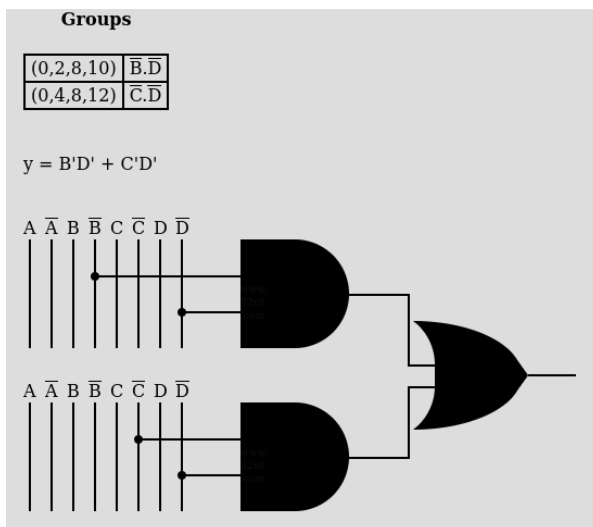 Groups
(0,2,8,10) B̅.D̅
(0,4,8,12) C̅.D̅
y = B'D' + C'D'
A A̅ B B̅ C C̅ D D̅
A A̅ B B̅ C C̅ D D̅